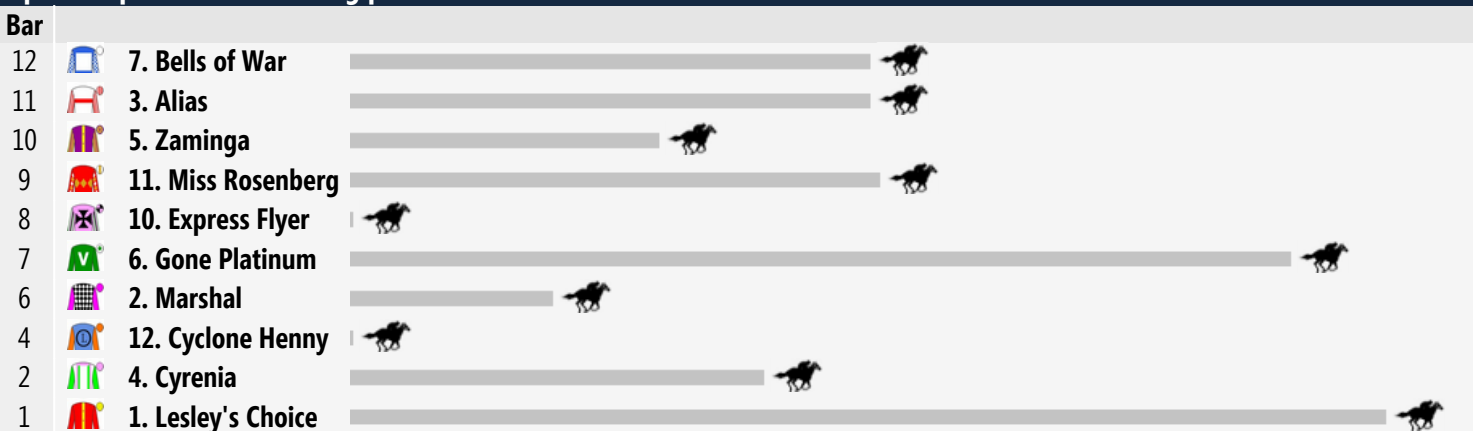 Bar
12 7. Bells of War
11 3. Alias
10 5. Zaminga
9 11. Miss Rosenberg
8 10. Express Flyer
7 V 6. Gone Platinum
6 2. Marshal
4 L 12. Cyclone Henny
2 4. Cyrenia
1 1. Lesley's Choice